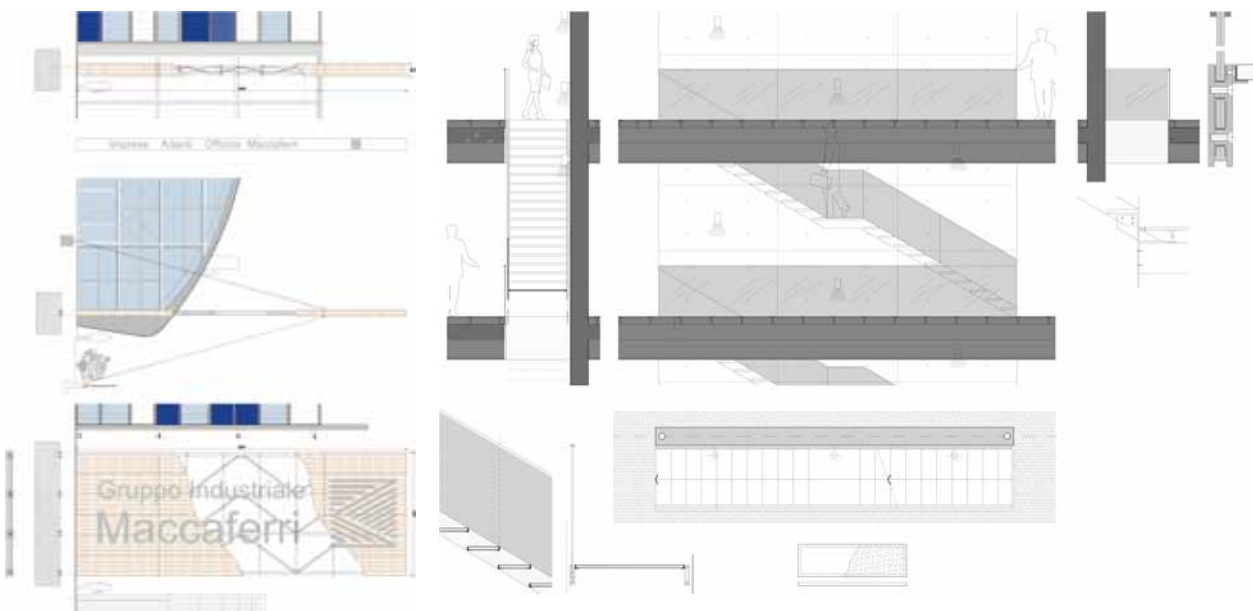 Imprese Adanti Officine Maccaferri
Gruppo Industriale
Maccaferri